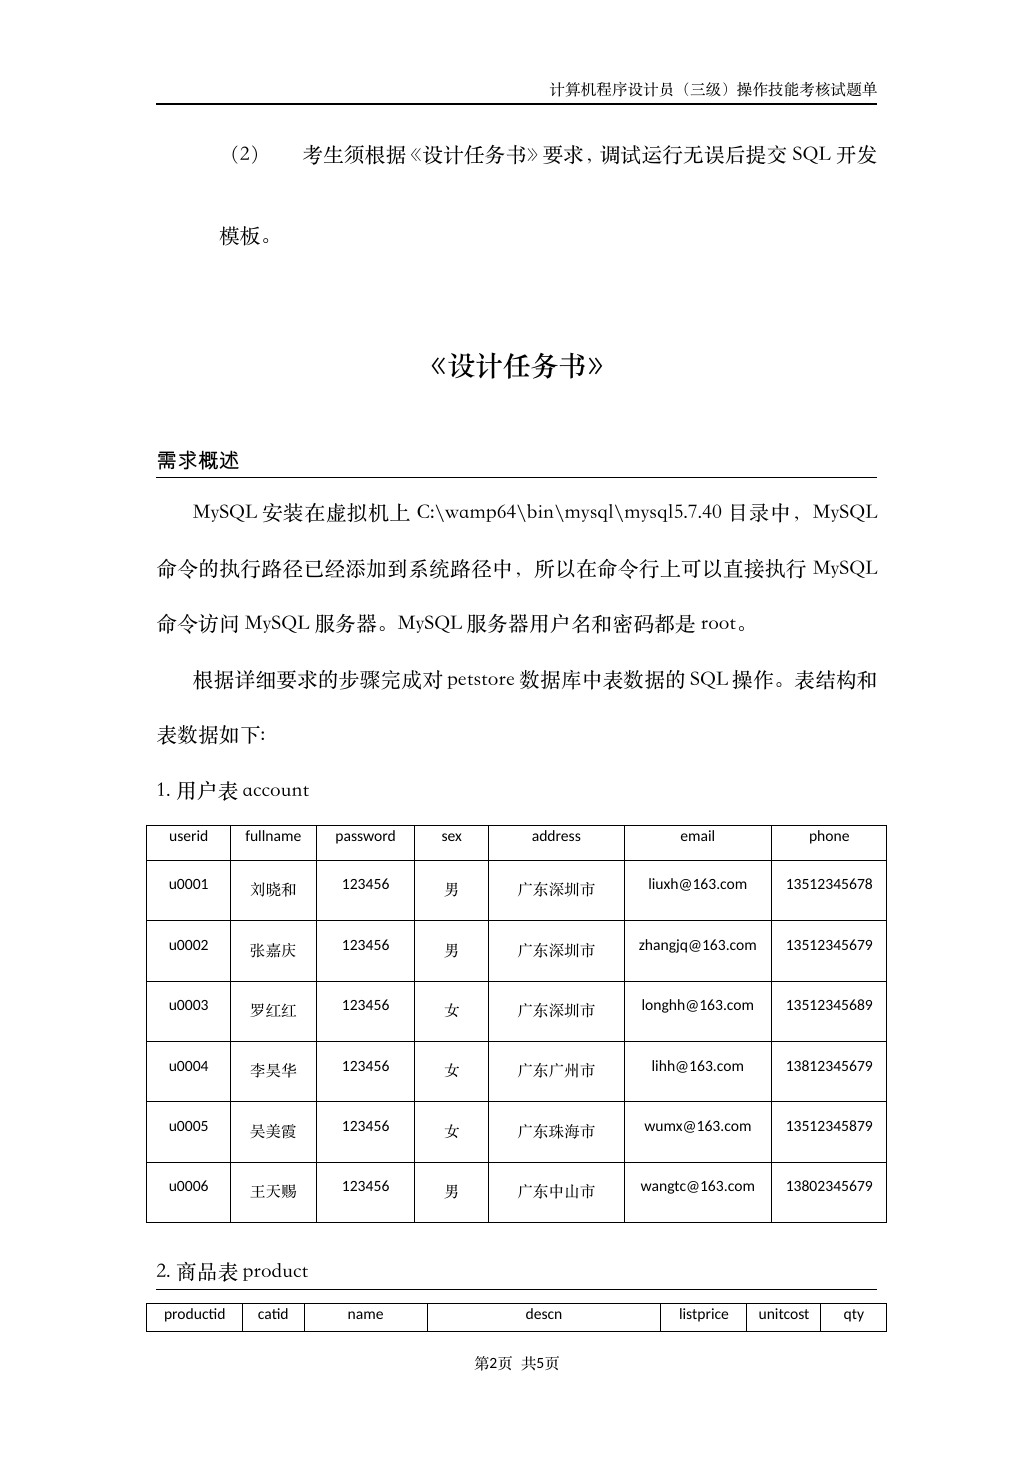 计算机程序设计员（三级）操作技能考核试题单
（2） 考生须根据《设计任务书》要求，调试运行无误后提交 SQL 开发
模板。
《设计任务书》
需求概述
MySQL 安装在虚拟机上 C:\wamp64\bin\mysql\mysql5.7.40 目录中，MySQL
命令的执行路径已经添加到系统路径中，所以在命令行上可以直接执行 MySQL
命令访问 MySQL 服务器。MySQL 服务器用户名和密码都是 root。
根据详细要求的步骤完成对 petstore 数据库中表数据的 SQL 操作。表结构和
表数据如下:
1. 用户表 account
userid fullname password sex address email phone
u0001 刘晓和 123456 男 广东深圳市 liuxh@163.com 13512345678
u0002 张嘉庆 123456 男 广东深圳市 zhangjq@163.com 13512345679
u0003 罗红红 123456 女 广东深圳市 longhh@163.com 13512345689
u0004 李昊华 123456 女 广东广州市 lihh@163.com 13812345679
u0005 吴美霞 123456 女 广东珠海市 wumx@163.com 13512345879
u0006 王天赐 123456 男 广东中山市 wangtc@163.com 13802345679
2. 商品表 product
productid catid name descn listprice unitcost qty
第2页 共5页